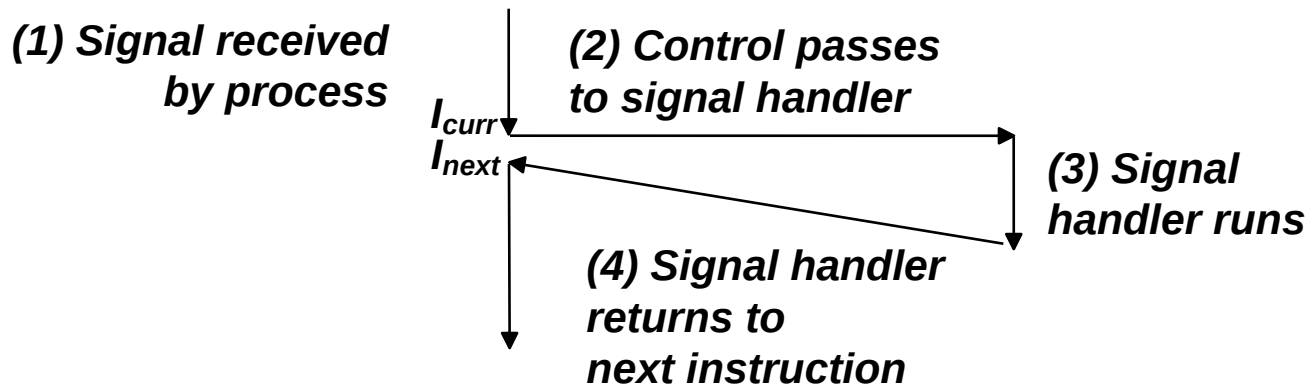 (1) Signal received
by process
(2) Control passes
to signal handler
Icurr
Inext
(3) Signal
handler runs
(4) Signal handler
returns to
next instruction